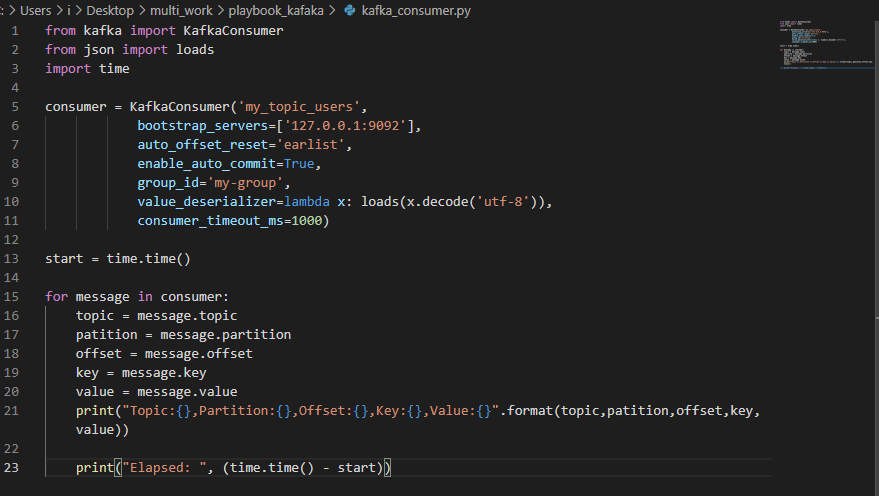 : > Users > i > Desktop > multi_work > playbook_kafaka > kafka_consumer.py
1 from kafka import KafkaConsumer
2 from json import loads
3 import time
4
5 consumer = KafkaConsumer('my_topic_users',
6 bootstrap_servers=['127.0.0.1:9092'],
7 auto_offset_reset='earlist',
8 enable_auto_commit=True,
9 group_id='my-group',
10 value_deserializer=lambda x: loads(x.decode('utf-8')),
11 consumer_timeout_ms=1000)
12
13 start = time.time()
14
15 for message in consumer:
16 topic = message.topic
17 patition = message.partition
18 offset = message.offset
19 key = message.key
20 value = message.value
21 print("Topic:{},Partition:{},Offset:{},Key:{},Value:{}".format(topic,patition,offset,key,
value))
22
23 print("Elapsed: ", (time.time() - start))